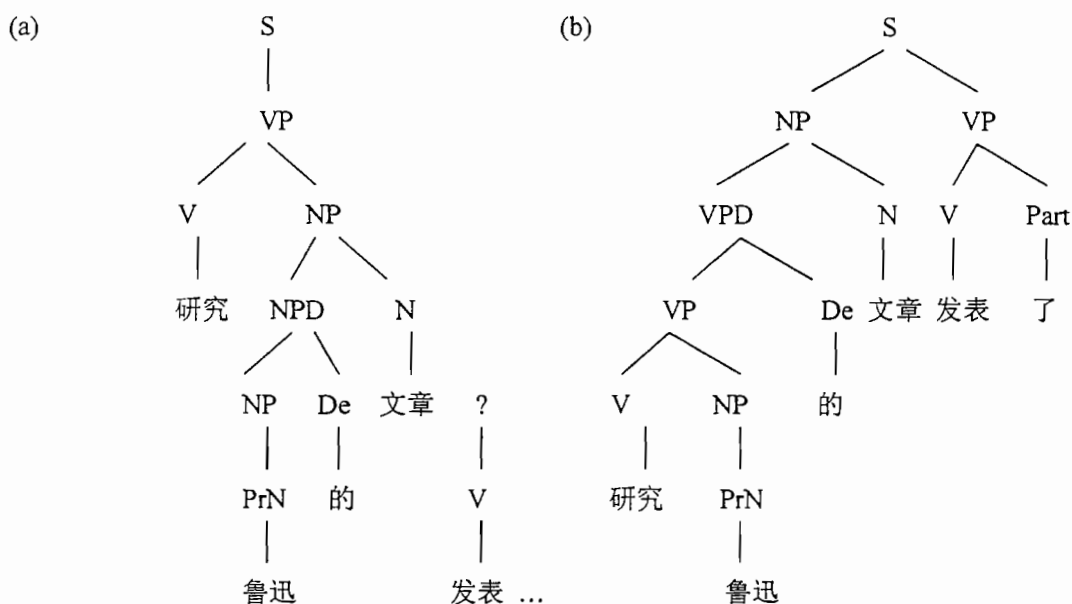 (a) S (b) S
VP NP VP
V NP VPD N V Part
研究 NPD N VP De 文章 发表 了
NP De 文章 ? V NP 的
PrN 的 V 研究 PrN
鲁迅 发表 … 鲁迅